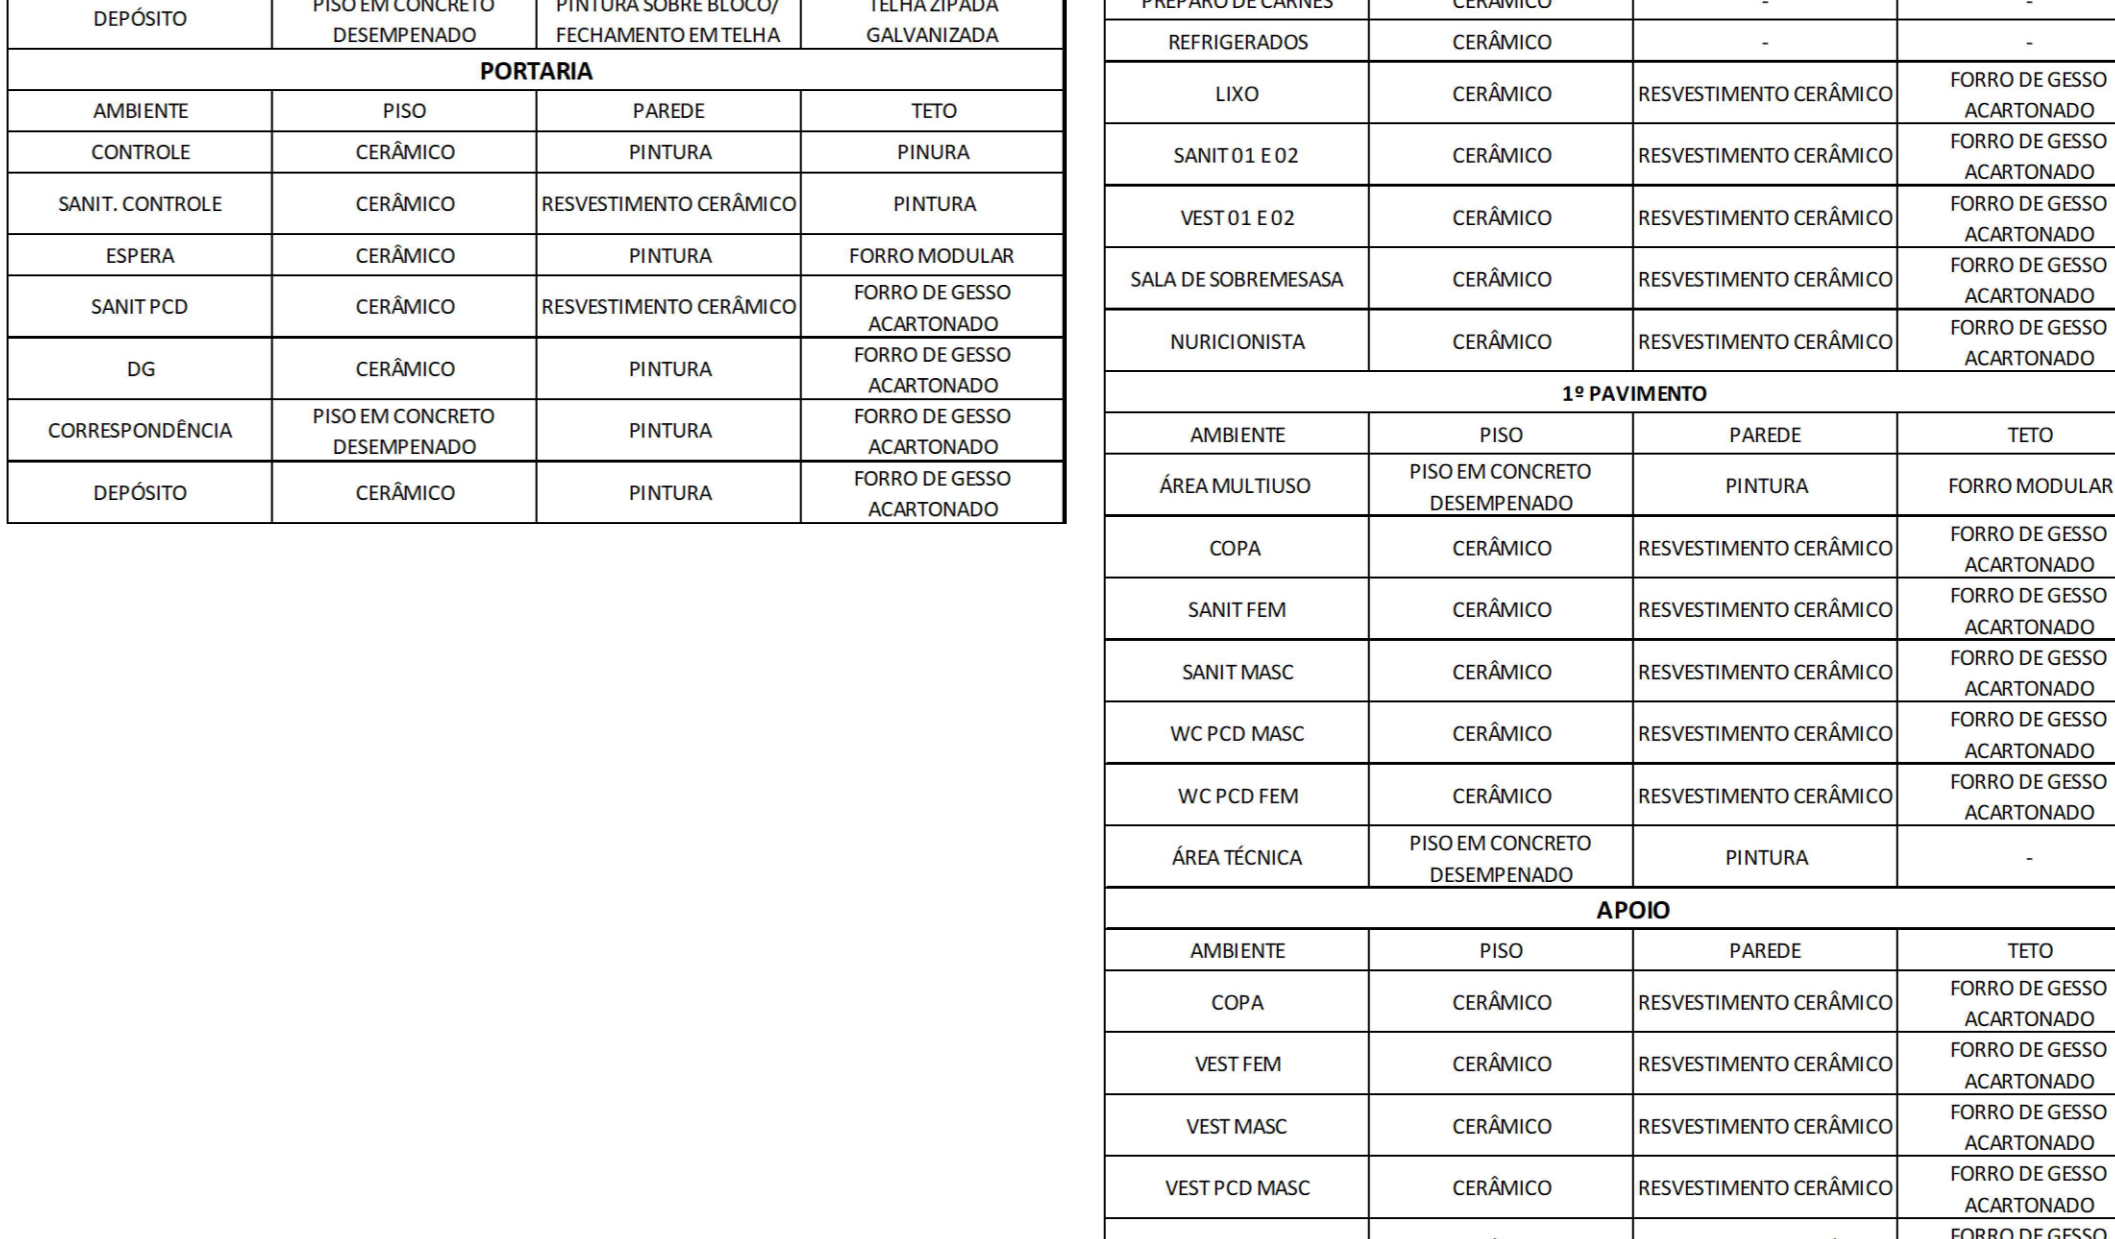 DEPÓSITO
PISO EM CONCRETO
DESEMPENADO
PINTURA SOBRE BLOCO/
FECHAMENTO EM TELHA
TELHA ZIPADA
GALVANIZADA
PORTARIA
AMBIENTE PISO PAREDE TETO
CONTROLE CERÂMICO PINTURA PINURA
SANIT. CONTROLE CERÂMICO RESVESTIMENTO CERÂMICO PINTURA
ESPERA CERÂMICO PINTURA FORRO MODULAR
SANIT PCD CERÂMICO RESVESTIMENTO CERÂMICO FORRO DE GESSO
ACARTONADO
DG CERÂMICO PINTURA FORRO DE GESSO
ACARTONADO
CORRESPONDÊNCIA PISO EM CONCRETO
DESEMPENADO
PINTURA FORRO DE GESSO
ACARTONADO
DEPÓSITO CERÂMICO PINTURA FORRO DE GESSO
ACARTONADO
PREPARO DE CARNES CERÂMICO - -
REFRIGERADOS CERÂMICO - -
LIXO CERÂMICO RESVESTIMENTO CERÂMICO FORRO DE GESSO
ACARTONADO
SANIT 01 E 02 CERÂMICO RESVESTIMENTO CERÂMICO FORRO DE GESSO
ACARTONADO
VEST 01 E 02 CERÂMICO RESVESTIMENTO CERÂMICO FORRO DE GESSO
ACARTONADO
SALA DE SOBREMESASA CERÂMICO RESVESTIMENTO CERÂMICO FORRO DE GESSO
ACARTONADO
NURICIONISTA CERÂMICO RESVESTIMENTO CERÂMICO FORRO DE GESSO
ACARTONADO
1º PAVIMENTO
AMBIENTE PISO PAREDE TETO
ÁREA MULTIUSO PISO EM CONCRETO
DESEMPENADO
PINTURA FORRO MODULAR
COPA CERÂMICO RESVESTIMENTO CERÂMICO FORRO DE GESSO
ACARTONADO
SANIT FEM CERÂMICO RESVESTIMENTO CERÂMICO FORRO DE GESSO
ACARTONADO
SANIT MASC CERÂMICO RESVESTIMENTO CERÂMICO FORRO DE GESSO
ACARTONADO
WC PCD MASC CERÂMICO RESVESTIMENTO CERÂMICO FORRO DE GESSO
ACARTONADO
WC PCD FEM CERÂMICO RESVESTIMENTO CERÂMICO FORRO DE GESSO
ACARTONADO
ÁREA TÉCNICA PISO EM CONCRETO
DESEMPENADO
PINTURA -
APOIO
AMBIENTE PISO PAREDE TETO
COPA CERÂMICO RESVESTIMENTO CERÂMICO FORRO DE GESSO
ACARTONADO
VEST FEM CERÂMICO RESVESTIMENTO CERÂMICO FORRO DE GESSO
ACARTONADO
VEST MASC CERÂMICO RESVESTIMENTO CERÂMICO FORRO DE GESSO
ACARTONADO
VEST PCD MASC CERÂMICO RESVESTIMENTO CERÂMICO FORRO DE GESSO
ACARTONADO
FORRO DE GESSO